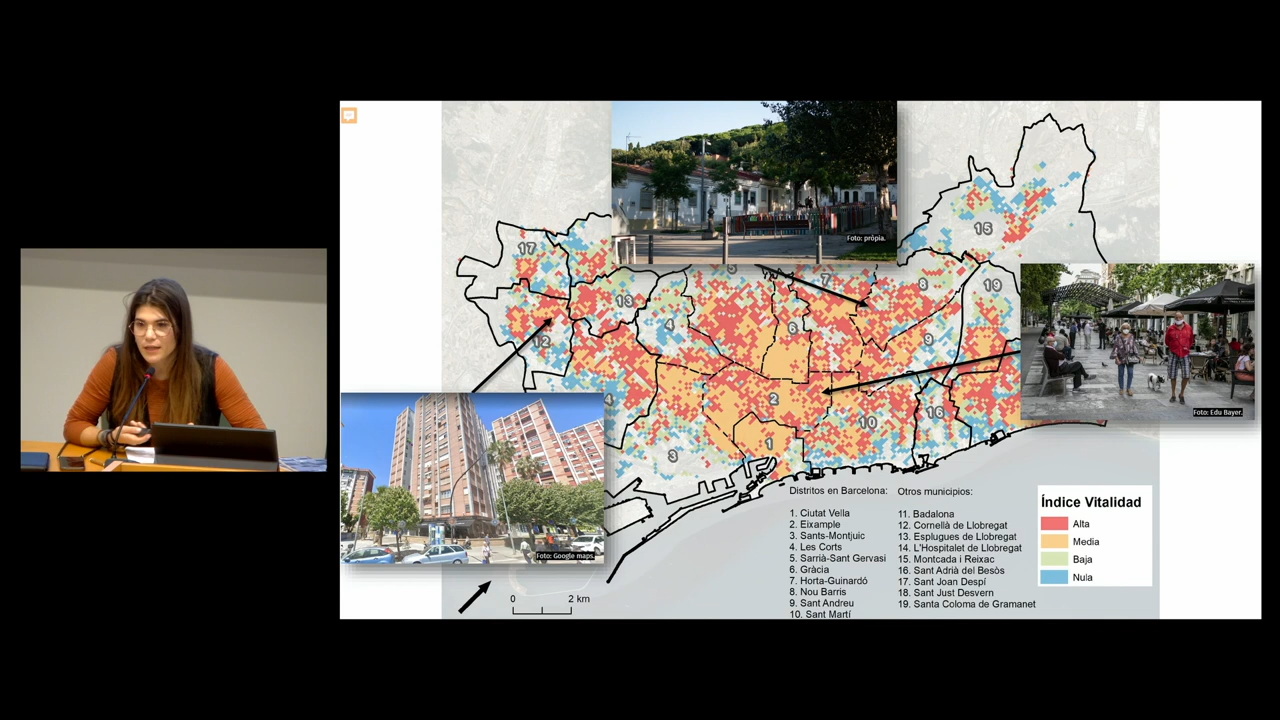 Foto: pròpia.
17
15
5
7
8
19
13
4
6
9
12
4
2
16
10
1
3
Foto: Edu Bayer.
Foto: Google maps.
0 2 km
Distritos en Barcelona:
1. Ciutat Vella
2. Eixample
3. Sants-Montjuic
4. Les Corts
5. Sarrià-Sant Gervasi
6. Gràcia
7. Horta-Guinardó
8. Nou Barris
9. Sant Andreu
10. Sant Martí
Otros municipios:
11. Badalona
12. Cornellà de Llobregat
13. Esplugues de Llobregat
14. L'Hospitalet de Llobregat
15. Montcada i Reixac
16. Sant Adrià del Besòs
17. Sant Joan Despí
18. Sant Just Desvern
19. Santa Coloma de Gramanet
Índice Vitalidad
Alta
Media
Baja
Nula